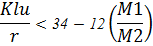 Klu/r < 34 − 12 (M1/M2)